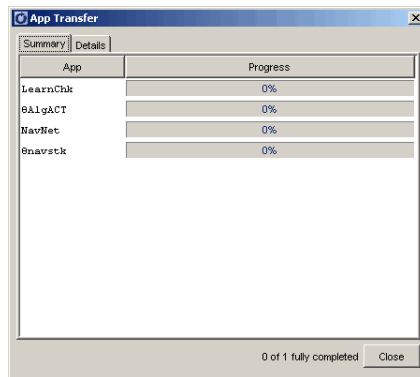 App Transfer
Summary Details
App Progress
LearnChk 0%
θAlgACT 0%
NavNet 0%
θnavstk 0%
0 of 1 fully completed Close